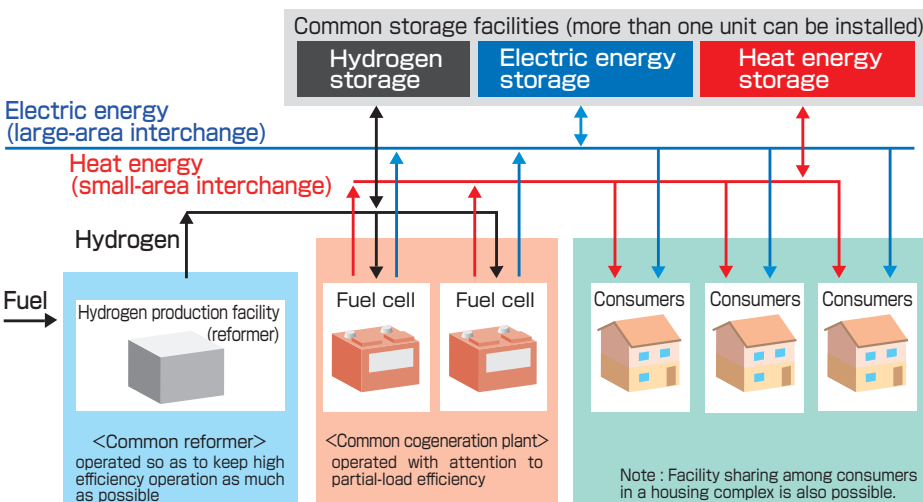 Common storage facilities (more than one unit can be installed)
Hydrogen
storage
Electric energy
storage
Heat energy
storage
Electric energy
(large-area interchange)
Heat energy
(small-area interchange)
Hydrogen
Fuel
Hydrogen production facility
(reformer)
Fuel cell
Fuel cell
Consumers
Consumers
Consumers
<Common reformer>
operated so as to keep high
efficiency operation as much
as possible
<Common cogeneration plant>
operated with attention to
partial-load efficiency
Note : Facility sharing among consumers
in a housing complex is also possible.